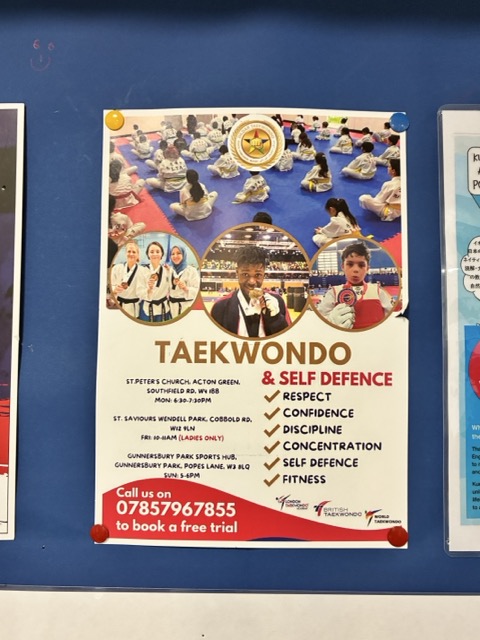 TAEKWONDO
& SELF DEFENCE
ST.PETER'S CHURCH, ACTON GREEN,
SOUTHFIELD RD, W4 1BB
MON: 6:30-7:30PM
ST. SAVIOURS WENDELL PARK, COBBOLD RD,
W12 9LN
FRI: 10-11AM (LADIES ONLY)
GUNNERSBURY PARK SPORTS HUB,
GUNNERSBURY PARK, POPES LANE, W3 8LQ
SUN: 5-6PM
RESPECT
CONFIDENCE
DISCIPLINE
CONCENTRATION
SELF DEFENCE
FITNESS
Call us on
07857967855
to book a free trial
LONDON
TAEKWONDO
BRITISH
TAEKWONDO
WORLD
TAEKWONDO